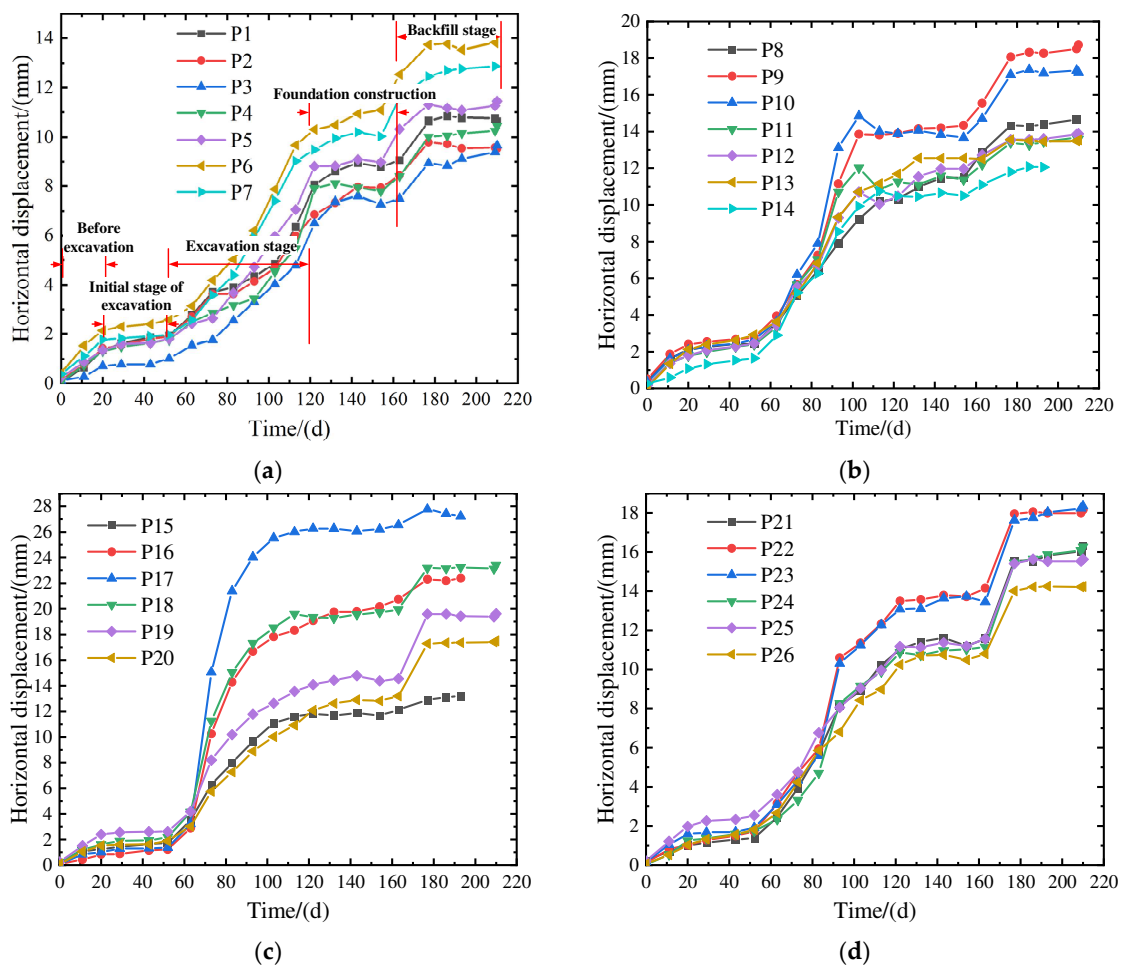 Horizontal displacement/(mm)
14
12
10
8
6
4
2
0
P1
P2
P3
P4
P5
P6
P7
Backfill stage
Foundation construction
Before
excavation
Excavation stage
Initial stage of
excavation
0 20 40 60 80 100 120 140 160 180 200 220
Time/(d)
(a)
Horizontal displacement/(mm)
20
18
16
14
12
10
8
6
4
2
0
P8
P9
P10
P11
P12
P13
P14
0 20 40 60 80 100 120 140 160 180 200 220
Time/(d)
(b)
Horizontal displacement/(mm)
28
26
24
22
20
18
16
14
12
10
8
6
4
2
0
P15
P16
P17
P18
P19
P20
0 20 40 60 80 100 120 140 160 180 200 220
Time/(d)
(c)
Horizontal displacement/(mm)
18
16
14
12
10
8
6
4
2
0
P21
P22
P23
P24
P25
P26
0 20 40 60 80 100 120 140 160 180 200 220
Time/(d)
(d)